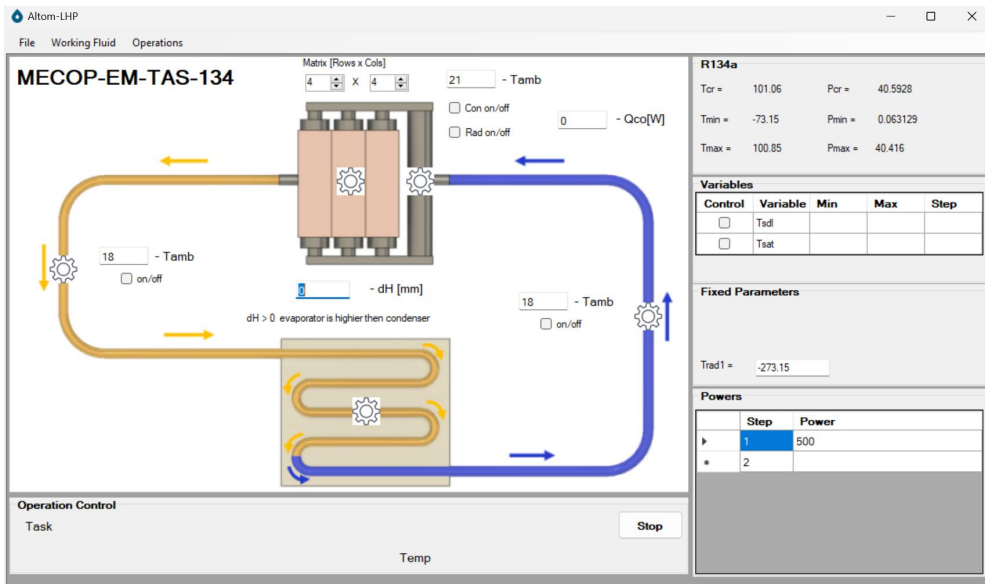 Altom-LHP
File Working Fluid Operations
MECOP-EM-TAS-134
Matrix [Rows x Cols]
4 X 4
21 - Tamb
Con on/off
Rad on/off
0 - Qco[W]
18 - Tamb
on/off
0 - dH [mm]
dH > 0 evaporator is highier then condenser
18 - Tamb
on/off
R134a
Tcr = 101.06 Pcr = 40.5928
Tmin = -73.15 Pmin = 0.063129
Tmax = 100.85 Pmax = 40.416
Variables
Control Variable Min Max Step
Tsdl
Tsat
Fixed Parameters
Trad1 = -273.15
Powers
Step Power
1 500
2
Operation Control
Task
Stop
Temp